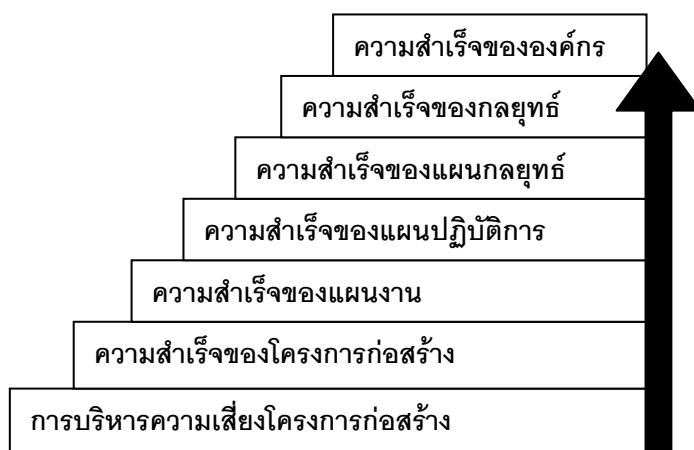 ความสำเร็จขององค์กร
ความสำเร็จของกลยุทธ์
ความสำเร็จของแผนกลยุทธ์
ความสำเร็จของแผนปฏิบัติการ
ความสำเร็จของแผนงาน
ความสำเร็จของโครงการก่อสร้าง
การบริหารความเสี่ยงโครงการก่อสร้าง